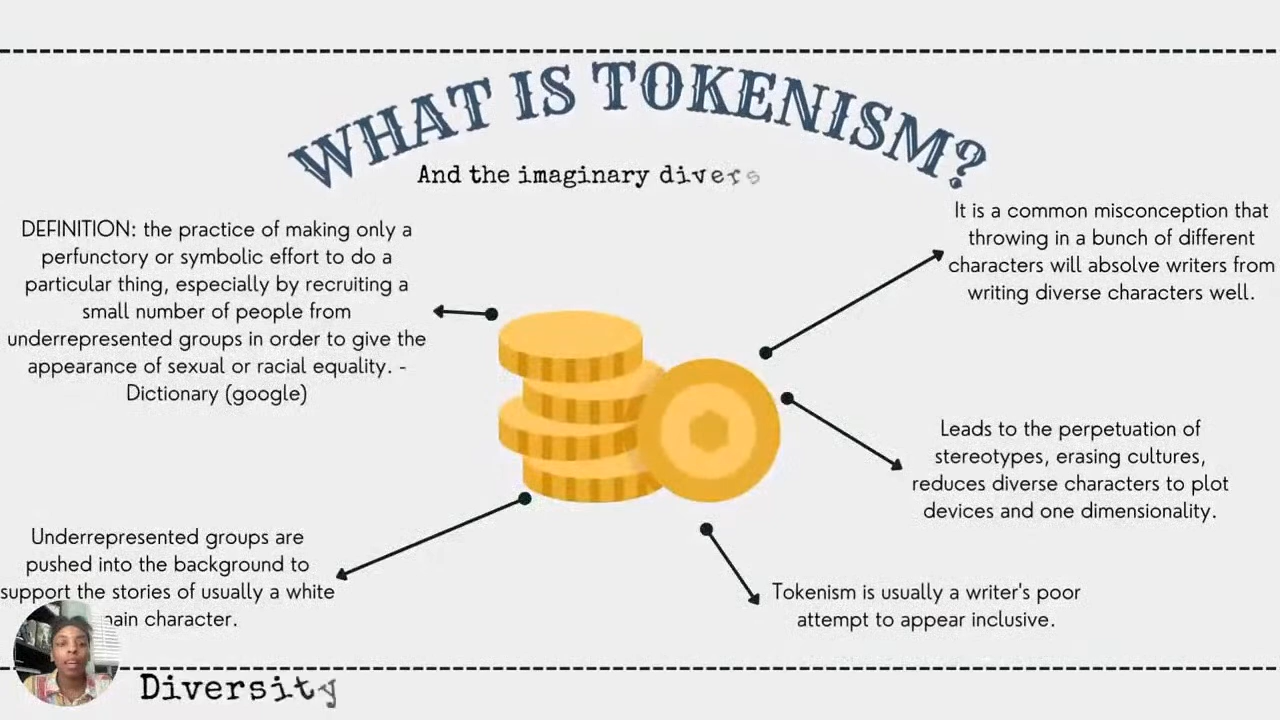 WHAT IS TOKENISM?
And the imaginary divers
DEFINITION: the practice of making only a
perfunctory or symbolic effort to do a
particular thing, especially by recruiting a
small number of people from
underrepresented groups in order to give the
appearance of sexual or racial equality. -
Dictionary (google)
It is a common misconception that
throwing in a bunch of different
characters will absolve writers from
writing diverse characters well.
Leads to the perpetuation of
stereotypes, erasing cultures,
reduces diverse characters to plot
devices and one dimensionality.
Underrepresented groups are
pushed into the background to
support the stories of usually a white
character.
Tokenism is usually a writer's poor
attempt to appear inclusive.
Diversity